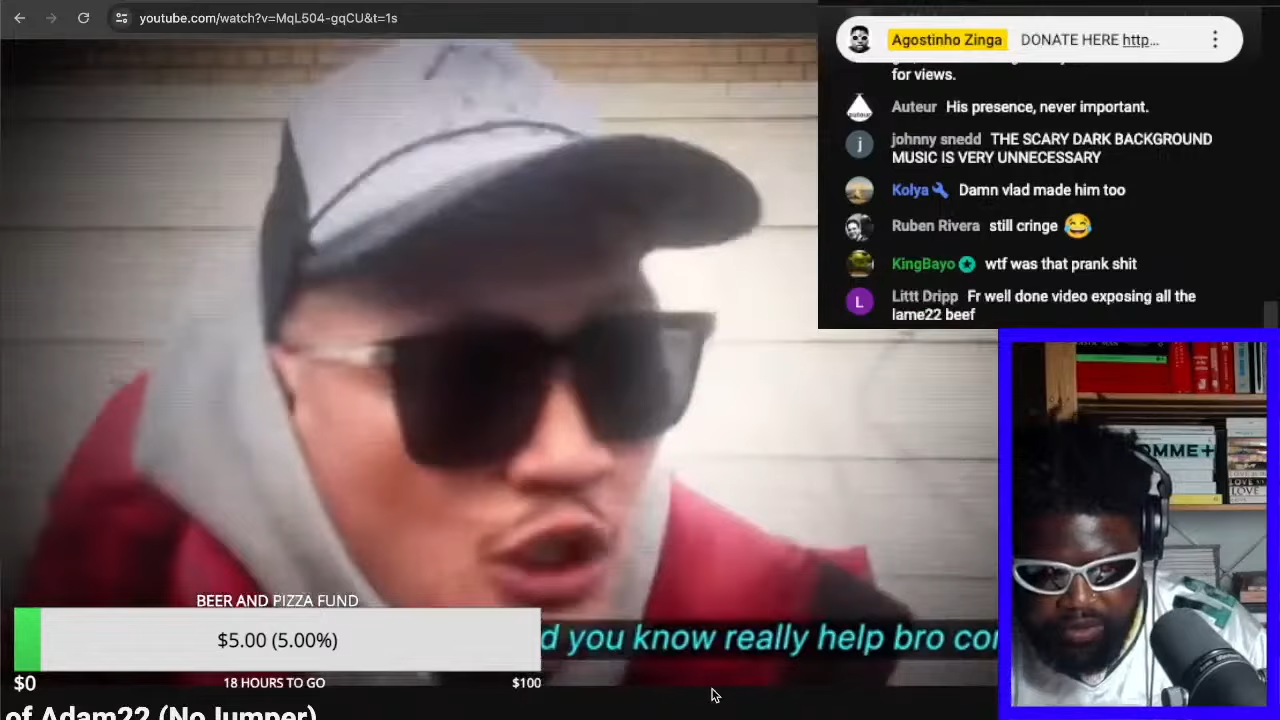 youtube.com/watch?v=MqL504-gqCU&t=1s
Agostinho Zinga DONATE HERE http...
for views.
Auteur His presence, never important.
johnny snedd THE SCARY DARK BACKGROUND
MUSIC IS VERY UNNECESSARY
Kolya Damn vlad made him too
Ruben Rivera still cringe
KingBayo wtf was that prank shit
Littt Dripp Fr well done video exposing all the
lame22 beef
OMME+
LOVE
LOVE
BEER AND PIZZA FUND
$5.00 (5.00%)
d you know really help bro co
$0 18 HOURS TO GO $100
of Adam22 (No Jumper)